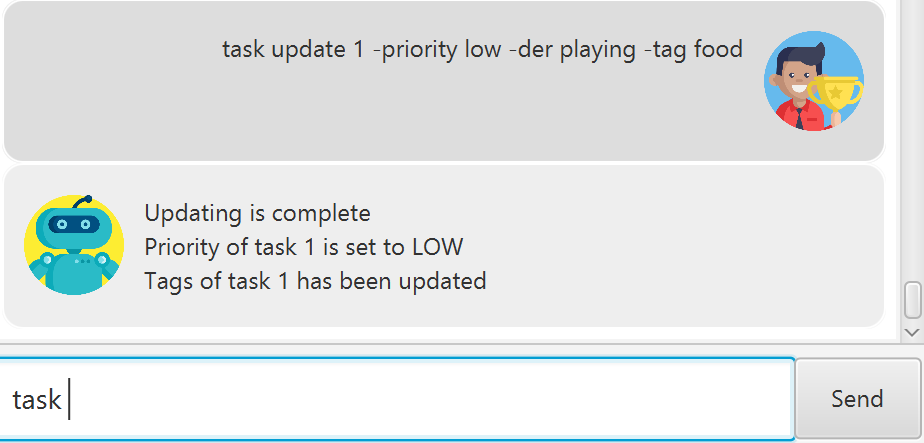 task update 1 -priority low -der playing -tag food
Updating is complete
Priority of task 1 is set to LOW
Tags of task 1 has been updated
task
Send